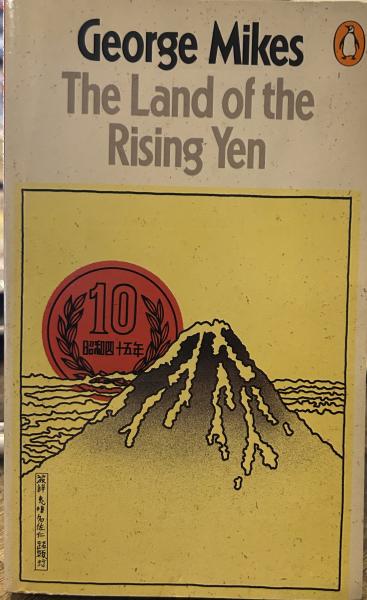 George Mikes
The Land of the
Rising Yen
10
昭和四十五年